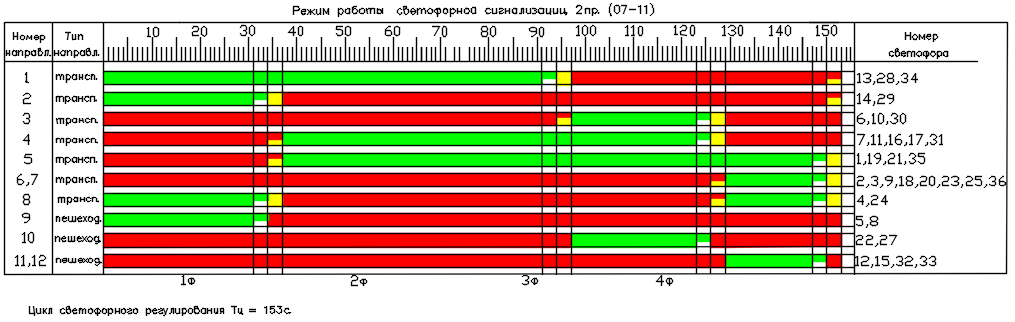 Режим работы светофорной сигнализации, 2пр. (07-11)
Номер направл. Тип направл. 10 20 30 40 50 60 70 80 90 100 110 120 130 140 150 Номер светофора
1 трансп. 13,28,34
2 трансп. 14,29
3 трансп. 6,10,30
4 трансп. 7,11,16,17,31
5 трансп. 1,19,21,35
6,7 трансп. 2,3,9,18,20,23,25,36
8 трансп. 4,24
9 пешеход. 5,8
10 пешеход. 22,27
11,12 пешеход. 12,15,32,33
1Ф 2Ф 3Ф 4Ф
Цикл светофорного регулирования Тц = 153с.